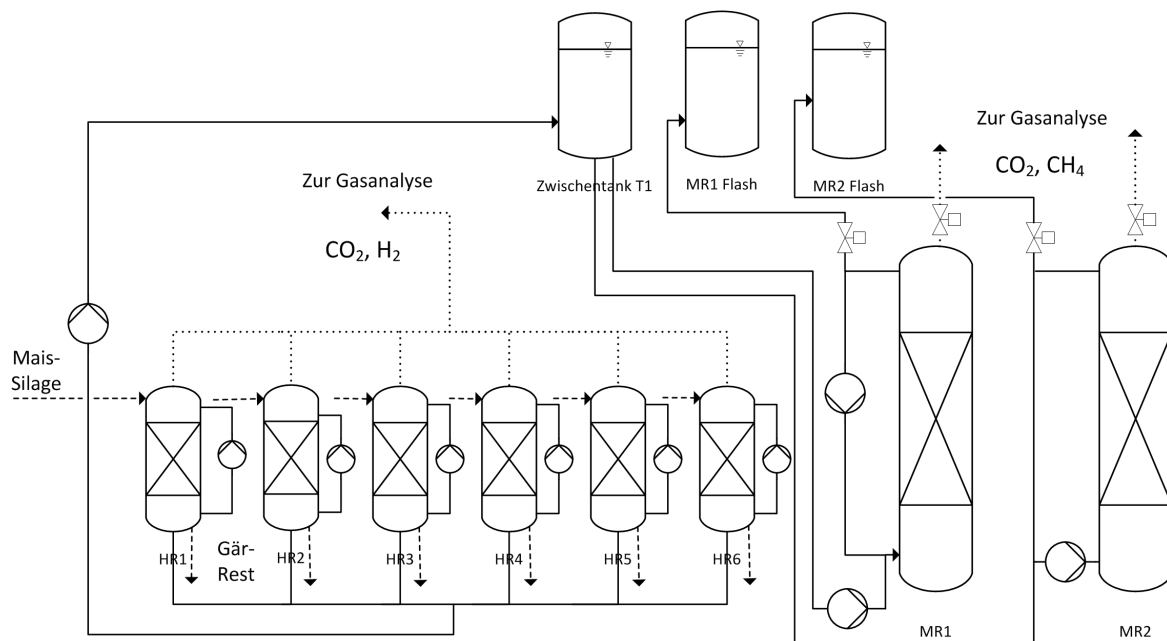 Zur Gasanalyse
CO₂, CH₄
Zwischentank T1
MR1 Flash
MR2 Flash
Zur Gasanalyse
CO₂, H₂
Mais-
Silage
HR1
Gär-
Rest
HR2
HR3
HR4
HR5
HR6
MR1
MR2